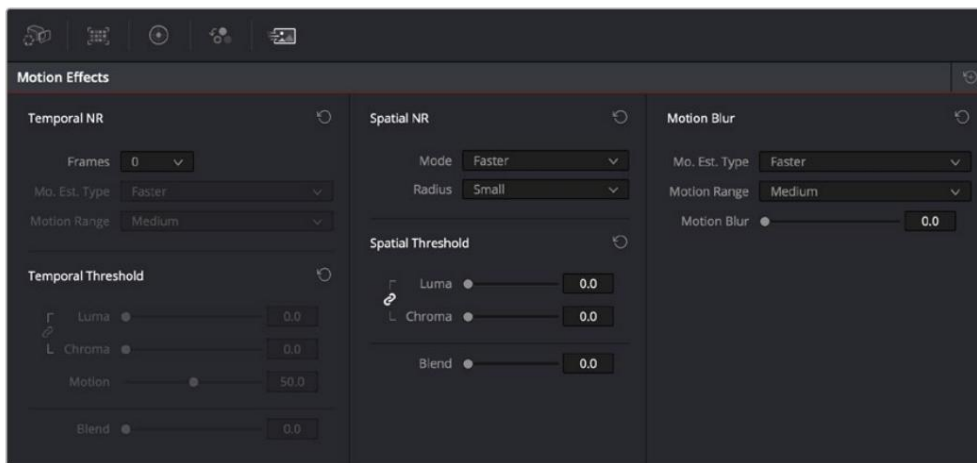 Motion Effects
Temporal NR
Frames 0
Mo. Est. Type Faster
Motion Range Medium
Temporal Threshold
Luma 0.0
Chroma 0.0
Motion 50.0
Blend 0.0
Spatial NR
Mode Faster
Radius Small
Spatial Threshold
Luma 0.0
Chroma 0.0
Blend 0.0
Motion Blur
Mo. Est. Type Faster
Motion Range Medium
Motion Blur 0.0